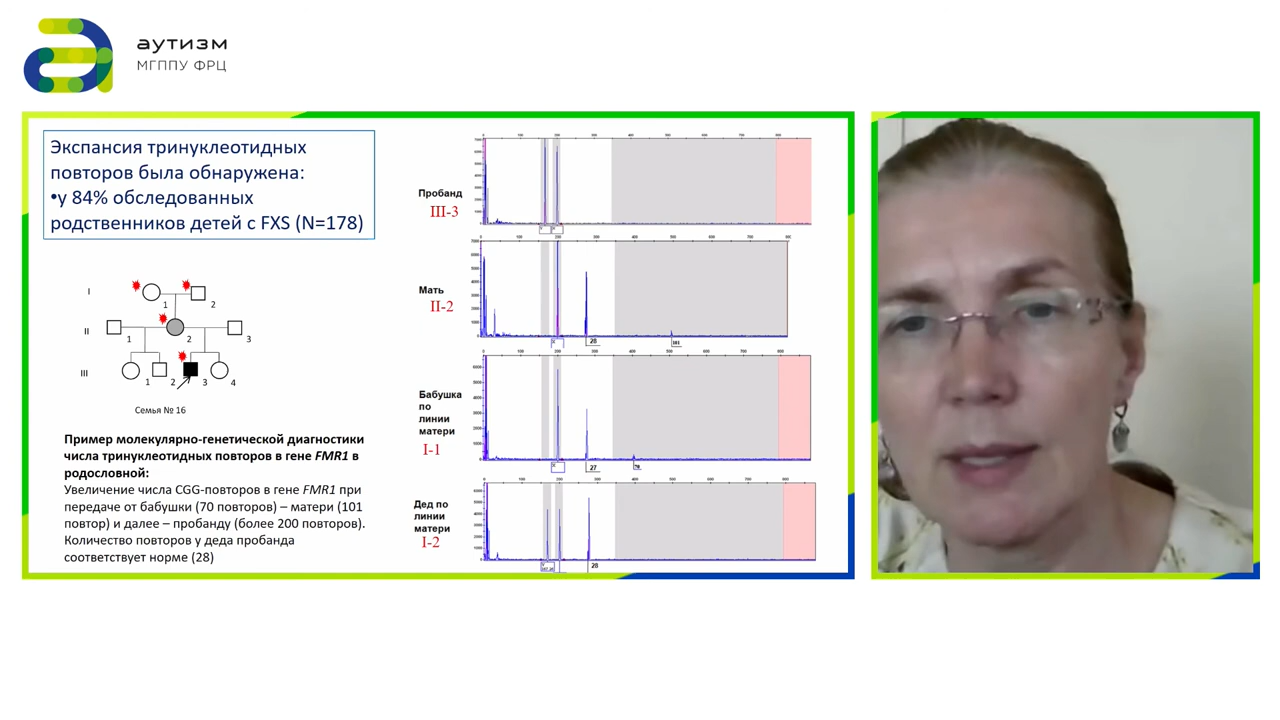 аутизм
МГППУ ФРЦ
Экспансия тринуклеотидных
повторов была обнаружена:
•у 84% обследованных
родственников детей с FXS (N=178)
I
1
2
II
1
2
3
III
1
2
3
4
Семья № 16
Пример молекулярно-генетической диагностики
числа тринуклеотидных повторов в гене FMR1 в
родословной:
Увеличение числа CGG-повторов в гене FMR1 при
передаче от бабушки (70 повторов) – матери (101
повтор) и далее – пробанду (более 200 повторов).
Количество повторов у деда пробанда
соответствует норме (28)
Пробанд
III-3
Мать
II-2
28
101
Бабушка
по
линии
матери
I-1
27
70
Дед по
линии
матери
I-2
28